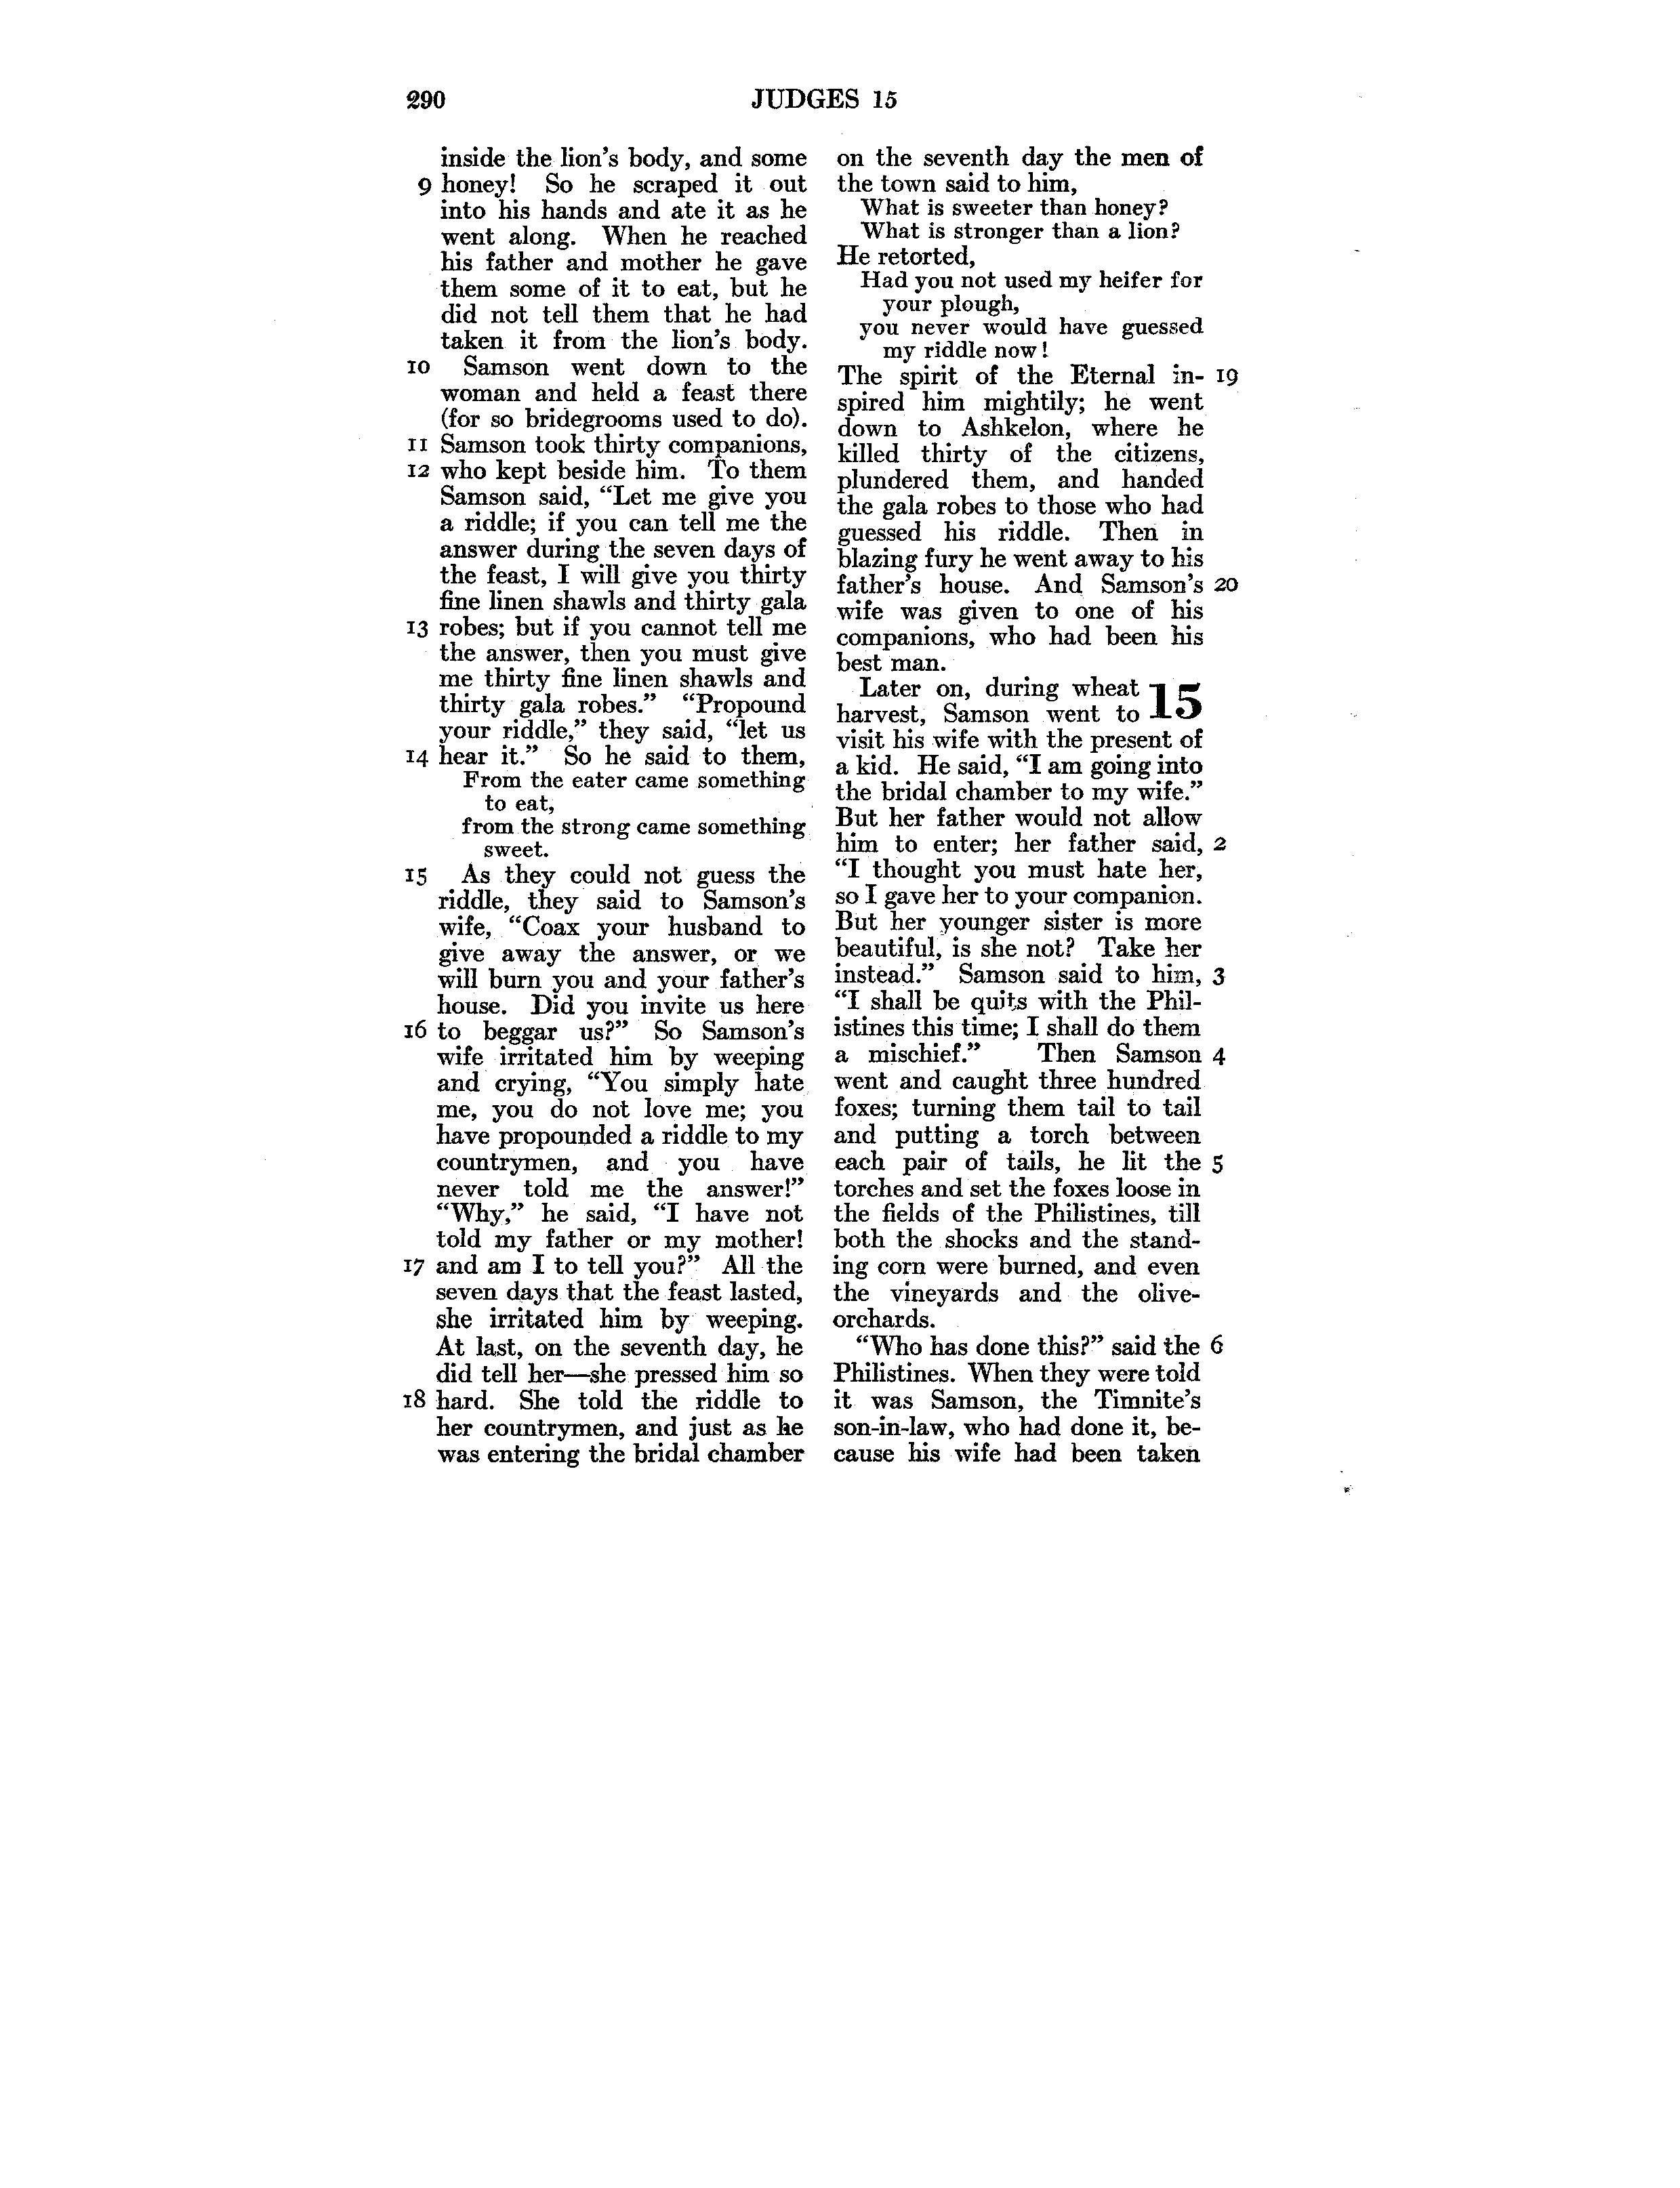 290
JUDGES 15
inside the lion's body, and some
9 honey! So he scraped it out
into his hands and ate it as he
went along. When he reached
his father and mother he gave
them some of it to eat, but he
did not tell them that he had
taken it from the lion's body.
10 Samson went down to the
woman and held a feast there
(for so bridegrooms used to do).
11 Samson took thirty companions,
12 who kept beside him. To them
Samson said, “Let me give you
a riddle; if you can tell me the
answer during the seven days of
the feast, I will give you thirty
fine linen shawls and thirty gala
13 robes; but if you cannot tell me
the answer, then you must give
me thirty fine linen shawls and
thirty gala robes.” “Propound
your riddle,” they said, “let us
14 hear it.” So he said to them,
From the eater came something
to eat,
from the strong came something
sweet.
15 As they could not guess the
riddle, they said to Samson's
wife, “Coax your husband to
give away the answer, or we
will burn you and your father's
house. Did you invite us here
16 to beggar us?” So Samson's
wife irritated him by weeping
and crying, “You simply hate
me, you do not love me; you
have propounded a riddle to my
countrymen, and you have
never told me the answer!”
“Why,” he said, “I have not
told my father or my mother!
17 and am I to tell you?” All the
seven days that the feast lasted,
she irritated him by weeping.
At last, on the seventh day, he
did tell her—she pressed him so
18 hard. She told the riddle to
her countrymen, and just as he
was entering the bridal chamber
on the seventh day the men of
the town said to him,
What is sweeter than honey?
What is stronger than a lion?
He retorted,
Had you not used my heifer for
your plough,
you never would have guessed
my riddle now!
The spirit of the Eternal in- 19
spired him mightily; he went
down to Ashkelon, where he
killed thirty of the citizens,
plundered them, and handed
the gala robes to those who had
guessed his riddle. Then in
blazing fury he went away to his
father's house. And Samson's 20
wife was given to one of his
companions, who had been his
best man.
Later on, during wheat 15
harvest, Samson went to
visit his wife with the present of
a kid. He said, “I am going into
the bridal chamber to my wife.”
But her father would not allow
him to enter; her father said, 2
“I thought you must hate her,
so I gave her to your companion.
But her younger sister is more
beautiful, is she not? Take her
instead.” Samson said to him, 3
“I shall be quits with the Phil-
istines this time; I shall do them
a mischief.” Then Samson 4
went and caught three hundred
foxes; turning them tail to tail
and putting a torch between
each pair of tails, he lit the 5
torches and set the foxes loose in
the fields of the Philistines, till
both the shocks and the stand-
ing corn were burned, and even
the vineyards and the olive-
orchards.
“Who has done this?” said the 6
Philistines. When they were told
it was Samson, the Timnite's
son-in-law, who had done it, be-
cause his wife had been taken